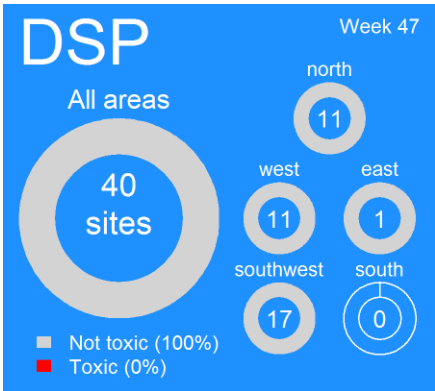 DSP
Week 47
All areas
40
sites
north
11
west
11
east
1
southwest
17
south
0
Not toxic (100%)
Toxic (0%)